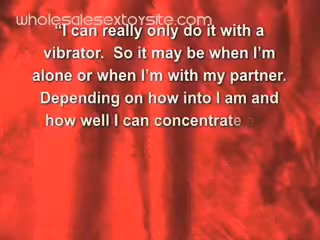 wholesalesextoysite.com
"I can really only do it with a
vibrator. So it may be when I'm
alone or when I'm with my partner.
Depending on how into I am and
how well I can concentrate